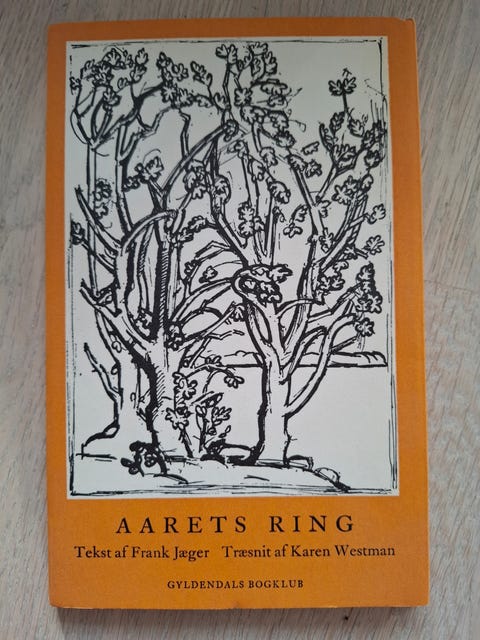 AARETS RING
Tekst af Frank Jæger Træsnit af Karen Westman
GYLDENDALS BOGKLUB